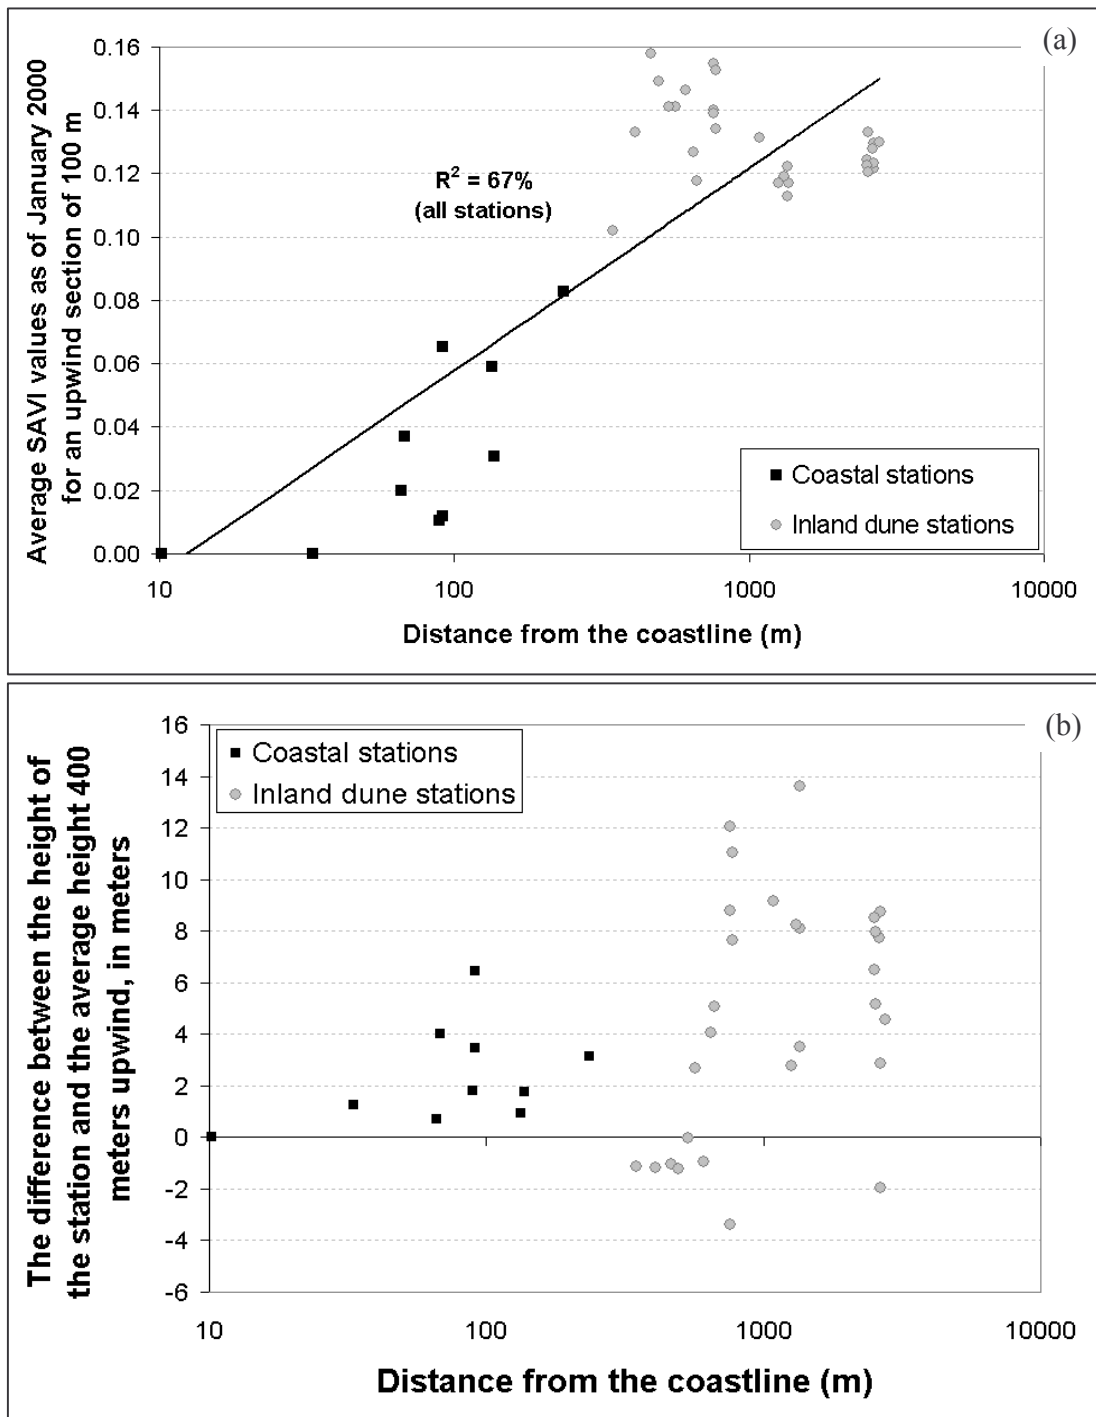 (a)
Average SAVI values as of January 2000
for an upwind section of 100 m
0.16
0.14
0.12
0.10
0.08
0.06
0.04
0.02
0.00
R² = 67%
(all stations)
Coastal stations
Inland dune stations
10 100 1000 10000
Distance from the coastline (m)
(b)
The difference between the height of
the station and the average height 400
meters upwind, in meters
16
14
12
10
8
6
4
2
0
-2
-4
-6
Coastal stations
Inland dune stations
10 100 1000 10000
Distance from the coastline (m)